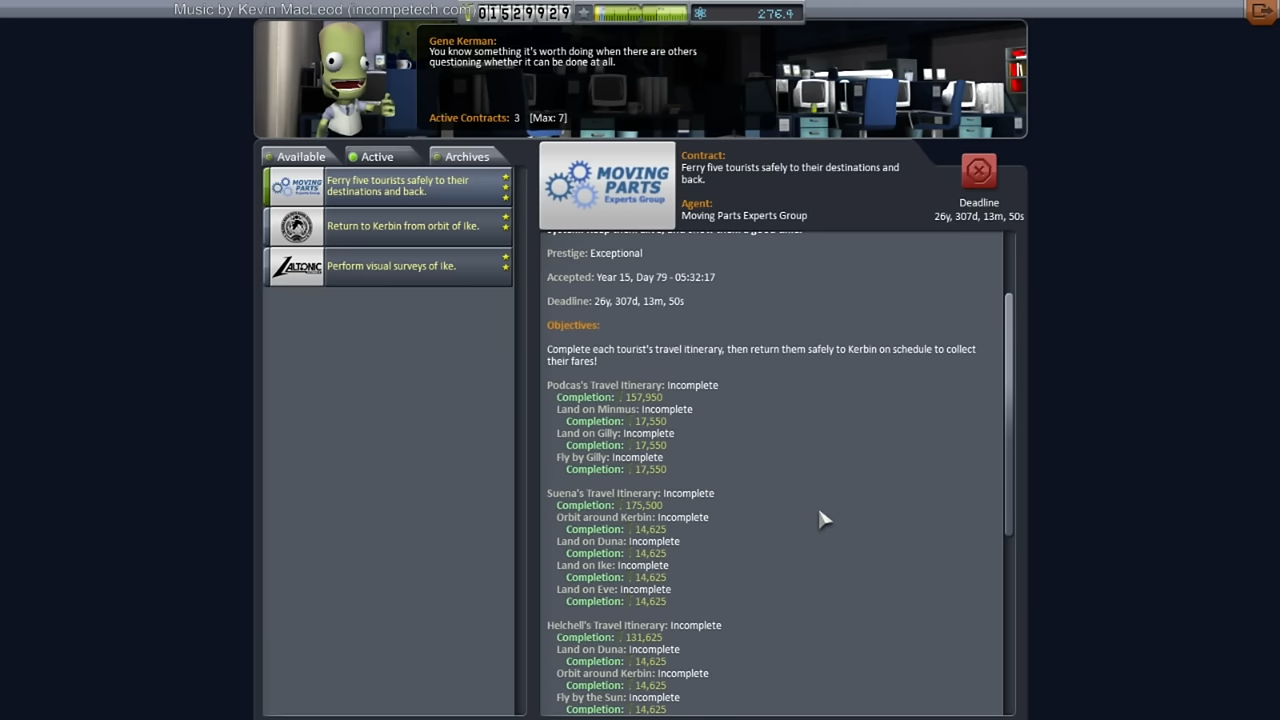 Music by Kevin MacLeod (incompetech.com)
01529929
276.4
Gene Kerman:
You know something it's worth doing when there are others
questioning whether it can be done at all.
Active Contracts: 3 [Max: 7]
Available
Active
Archives
Ferry five tourists safely to their
destinations and back.
Return to Kerbin from orbit of Ike.
Perform visual surveys of Ike.
MOVING
PARTS
Experts Group
Contract:
Ferry five tourists safely to their destinations and
back.
Agent:
Moving Parts Experts Group
Deadline
26y, 307d, 13m, 50s
Prestige: Exceptional
Accepted: Year 15, Day 79 - 05:32:17
Deadline: 26y, 307d, 13m, 50s
Objectives:
Complete each tourist's travel itinerary, then return them safely to Kerbin on schedule to collect
their fares!
Podcas's Travel Itinerary: Incomplete
Completion: 157,950
Land on Minmus: Incomplete
Completion: 17,550
Land on Gilly: Incomplete
Completion: 17,550
Fly by Gilly: Incomplete
Completion: 17,550
Suena's Travel Itinerary: Incomplete
Completion: 175,500
Orbit around Kerbin: Incomplete
Completion: 14,625
Land on Duna: Incomplete
Completion: 14,625
Land on Ike: Incomplete
Completion: 14,625
Land on Eve: Incomplete
Completion: 14,625
Helchell's Travel Itinerary: Incomplete
Completion: 131,625
Land on Duna: Incomplete
Completion: 14,625
Orbit around Kerbin: Incomplete
Completion: 14,625
Fly by the Sun: Incomplete
Completion: 14,625